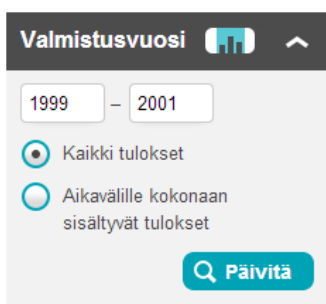 Valmistusvuosi
1999 – 2001
Kaikki tulokset
Aikavälille kokonaan
sisältyvät tulokset
Päivitä